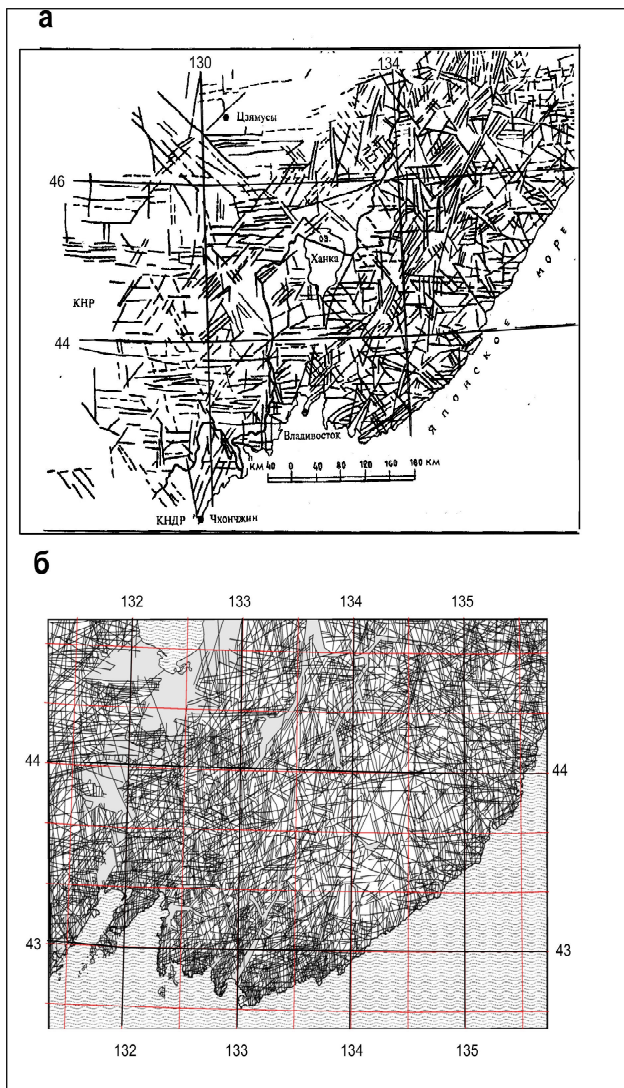 а
130 134
Цзямусы
46
оз.
Ханка
КНР
44
ЯПОНСКОЕ МОРЕ
Владивосток
КМ 40 0 40 80 120 160 КМ
КНДР Чхончжин
б
132 133 134 135
44 44
43 43
132 133 134 135